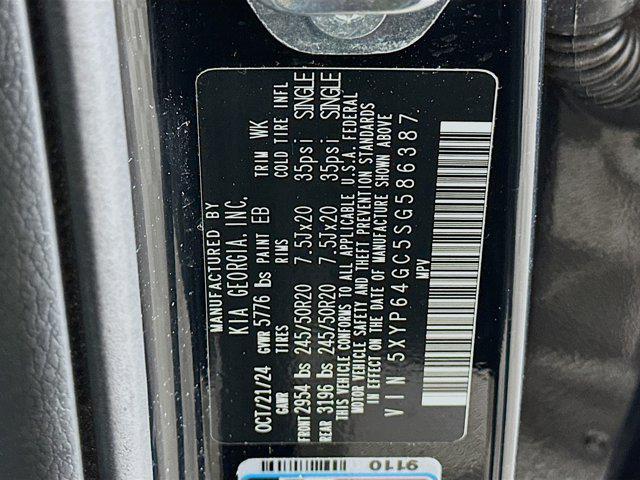 MANUFACTURED BY
KIA GEORGIA, INC.
OCT/21/24 GVWR 5776 lbs PAINT EB TRIM WK
GAWR TIRES RIMS COLD TIRE INFL
FRONT 2954 lbs 245/50R20 7.5Jx20 35psi SINGLE
REAR 3196 lbs 245/50R20 7.5Jx20 35psi SINGLE
THIS VEHICLE CONFORMS TO ALL APPLICABLE U.S.A. FEDERAL
MOTOR VEHICLE SAFETY AND THEFT PREVENTION STANDARDS
IN EFFECT ON THE DATE OF MANUFACTURE SHOWN ABOVE
VIN 5XYP64GC5SG586387
MPV
9110